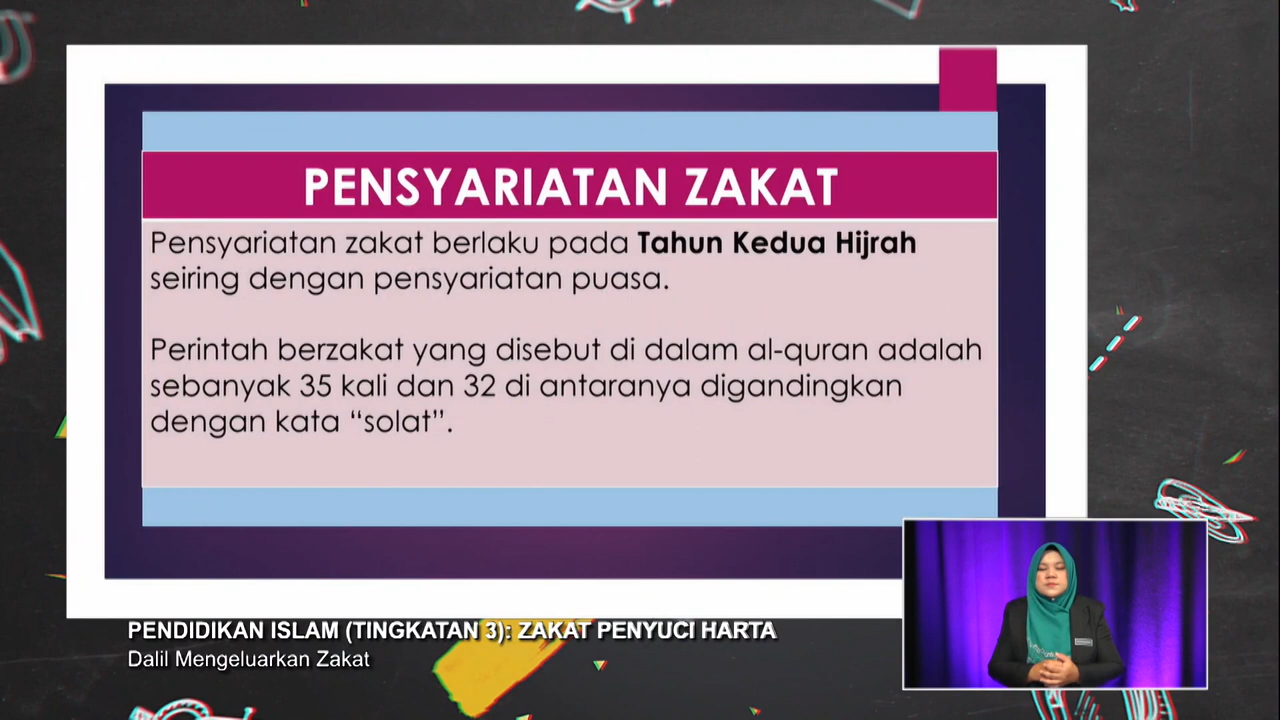 PENSYARIATAN ZAKAT
Pensyariatan zakat berlaku pada Tahun Kedua Hijrah
seiring dengan pensyariatan puasa.
Perintah berzakat yang disebut di dalam al-quran adalah
sebanyak 35 kali dan 32 di antaranya digandingkan
dengan kata “solat”.
PENDIDIKAN ISLAM (TINGKATAN 3): ZAKAT PENYUCI HARTA
Dalil Mengeluarkan Zakat